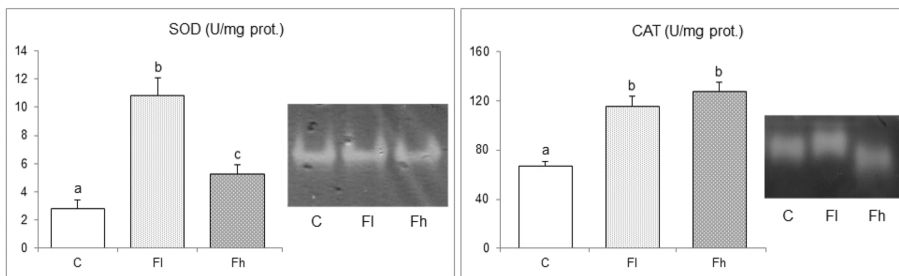 SOD (U/mg prot.)
14
12
10
8
6
4
2
0
a
b
c
C
Fl
Fh
C
Fl
Fh
CAT (U/mg prot.)
160
120
80
40
0
a
b
b
C
Fl
Fh
C
Fl
Fh